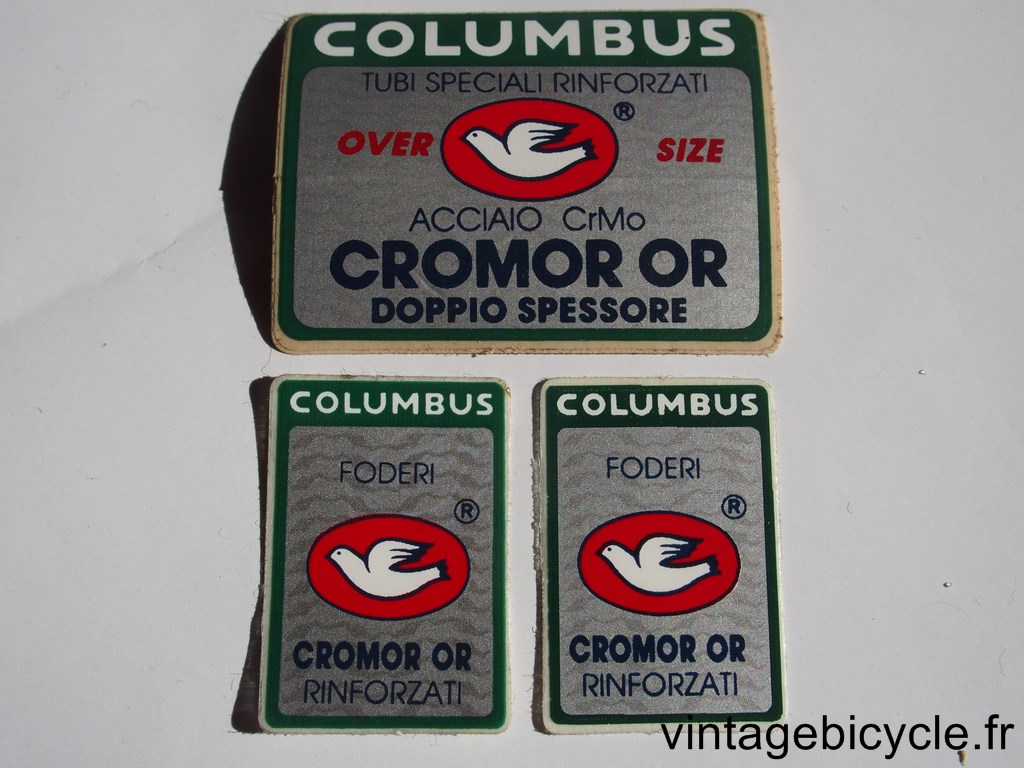 COLUMBUS
TUBI SPECIALI RINFORZATI
®
OVER SIZE
ACCIAIO CrMo
CROMOR OR
DOPPIO SPESSORE
COLUMBUS
FODERI
®
CROMOR OR
RINFORZATI
COLUMBUS
FODERI
®
CROMOR OR
RINFORZATI
vintagebicycle.fr